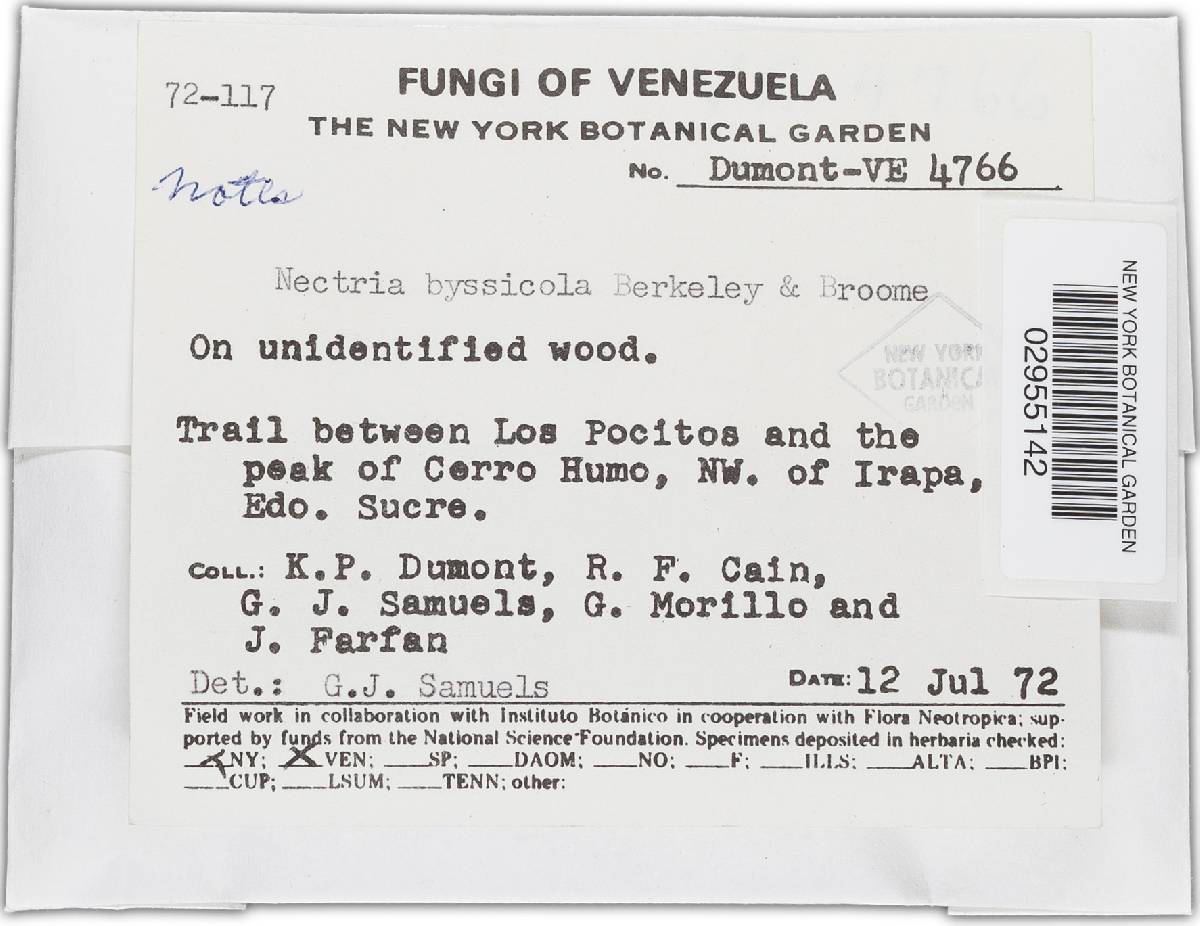 72-117
FUNGI OF VENEZUELA
THE NEW YORK BOTANICAL GARDEN
No. Dumont-VE 4766
Notes
Nectria byssicola Berkeley & Broome
NEW YORK
BOTANICAL
GARDEN
On unidentified wood.
Trail between Los Pocitos and the
peak of Cerro Humo, NW. of Irapa,
Edo. Sucre.
COLL.: K.P. Dumont, R. F. Cain,
G. J. Samuels, G. Morillo and
J. Farfan
Det.: G.J. Samuels
DATE: 12 Jul 72
Field work in collaboration with Instituto Botánico in cooperation with Flora Neotropica; sup-
ported by funds from the National Science Foundation. Specimens deposited in herbaria checked:
X NY; X VEN; ___SP; ___DAOM; ___NO; ___F; ___ILLS; ___ALTA; ___BPI;
___CUP; ___LSUM; ___TENN; other:
NEW YORK BOTANICAL GARDEN
02955142